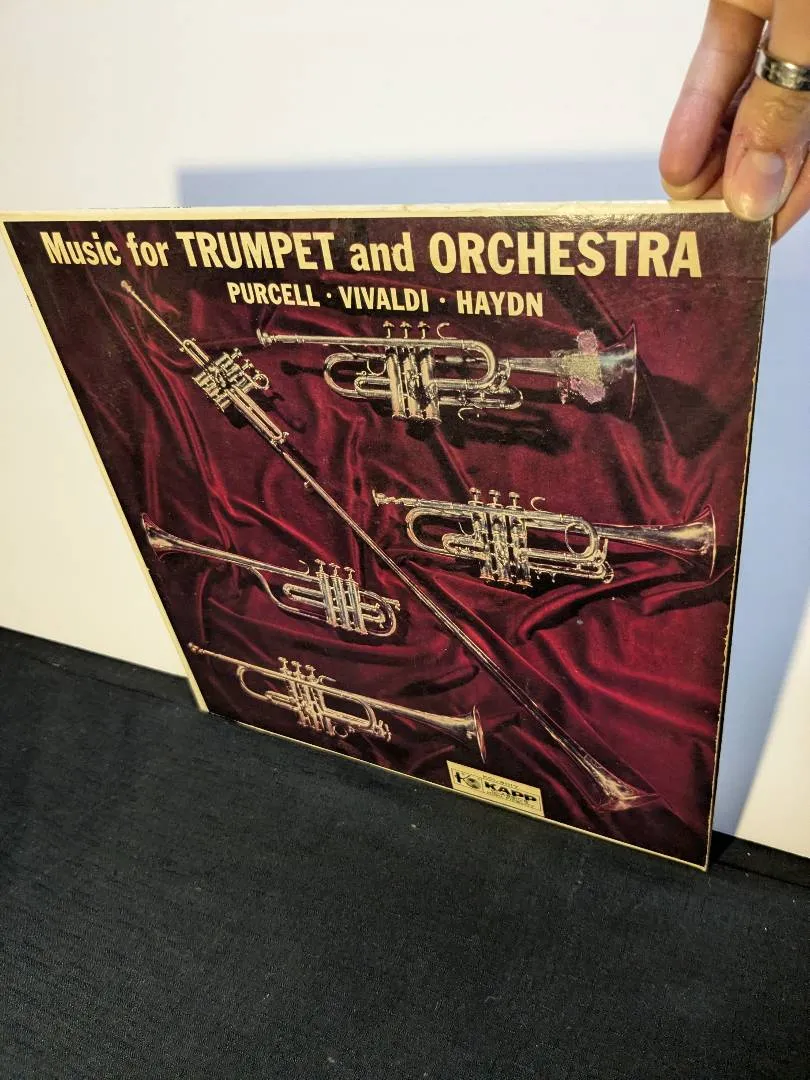 Music for TRUMPET and ORCHESTRA
PURCELL · VIVALDI · HAYDN
KAPP